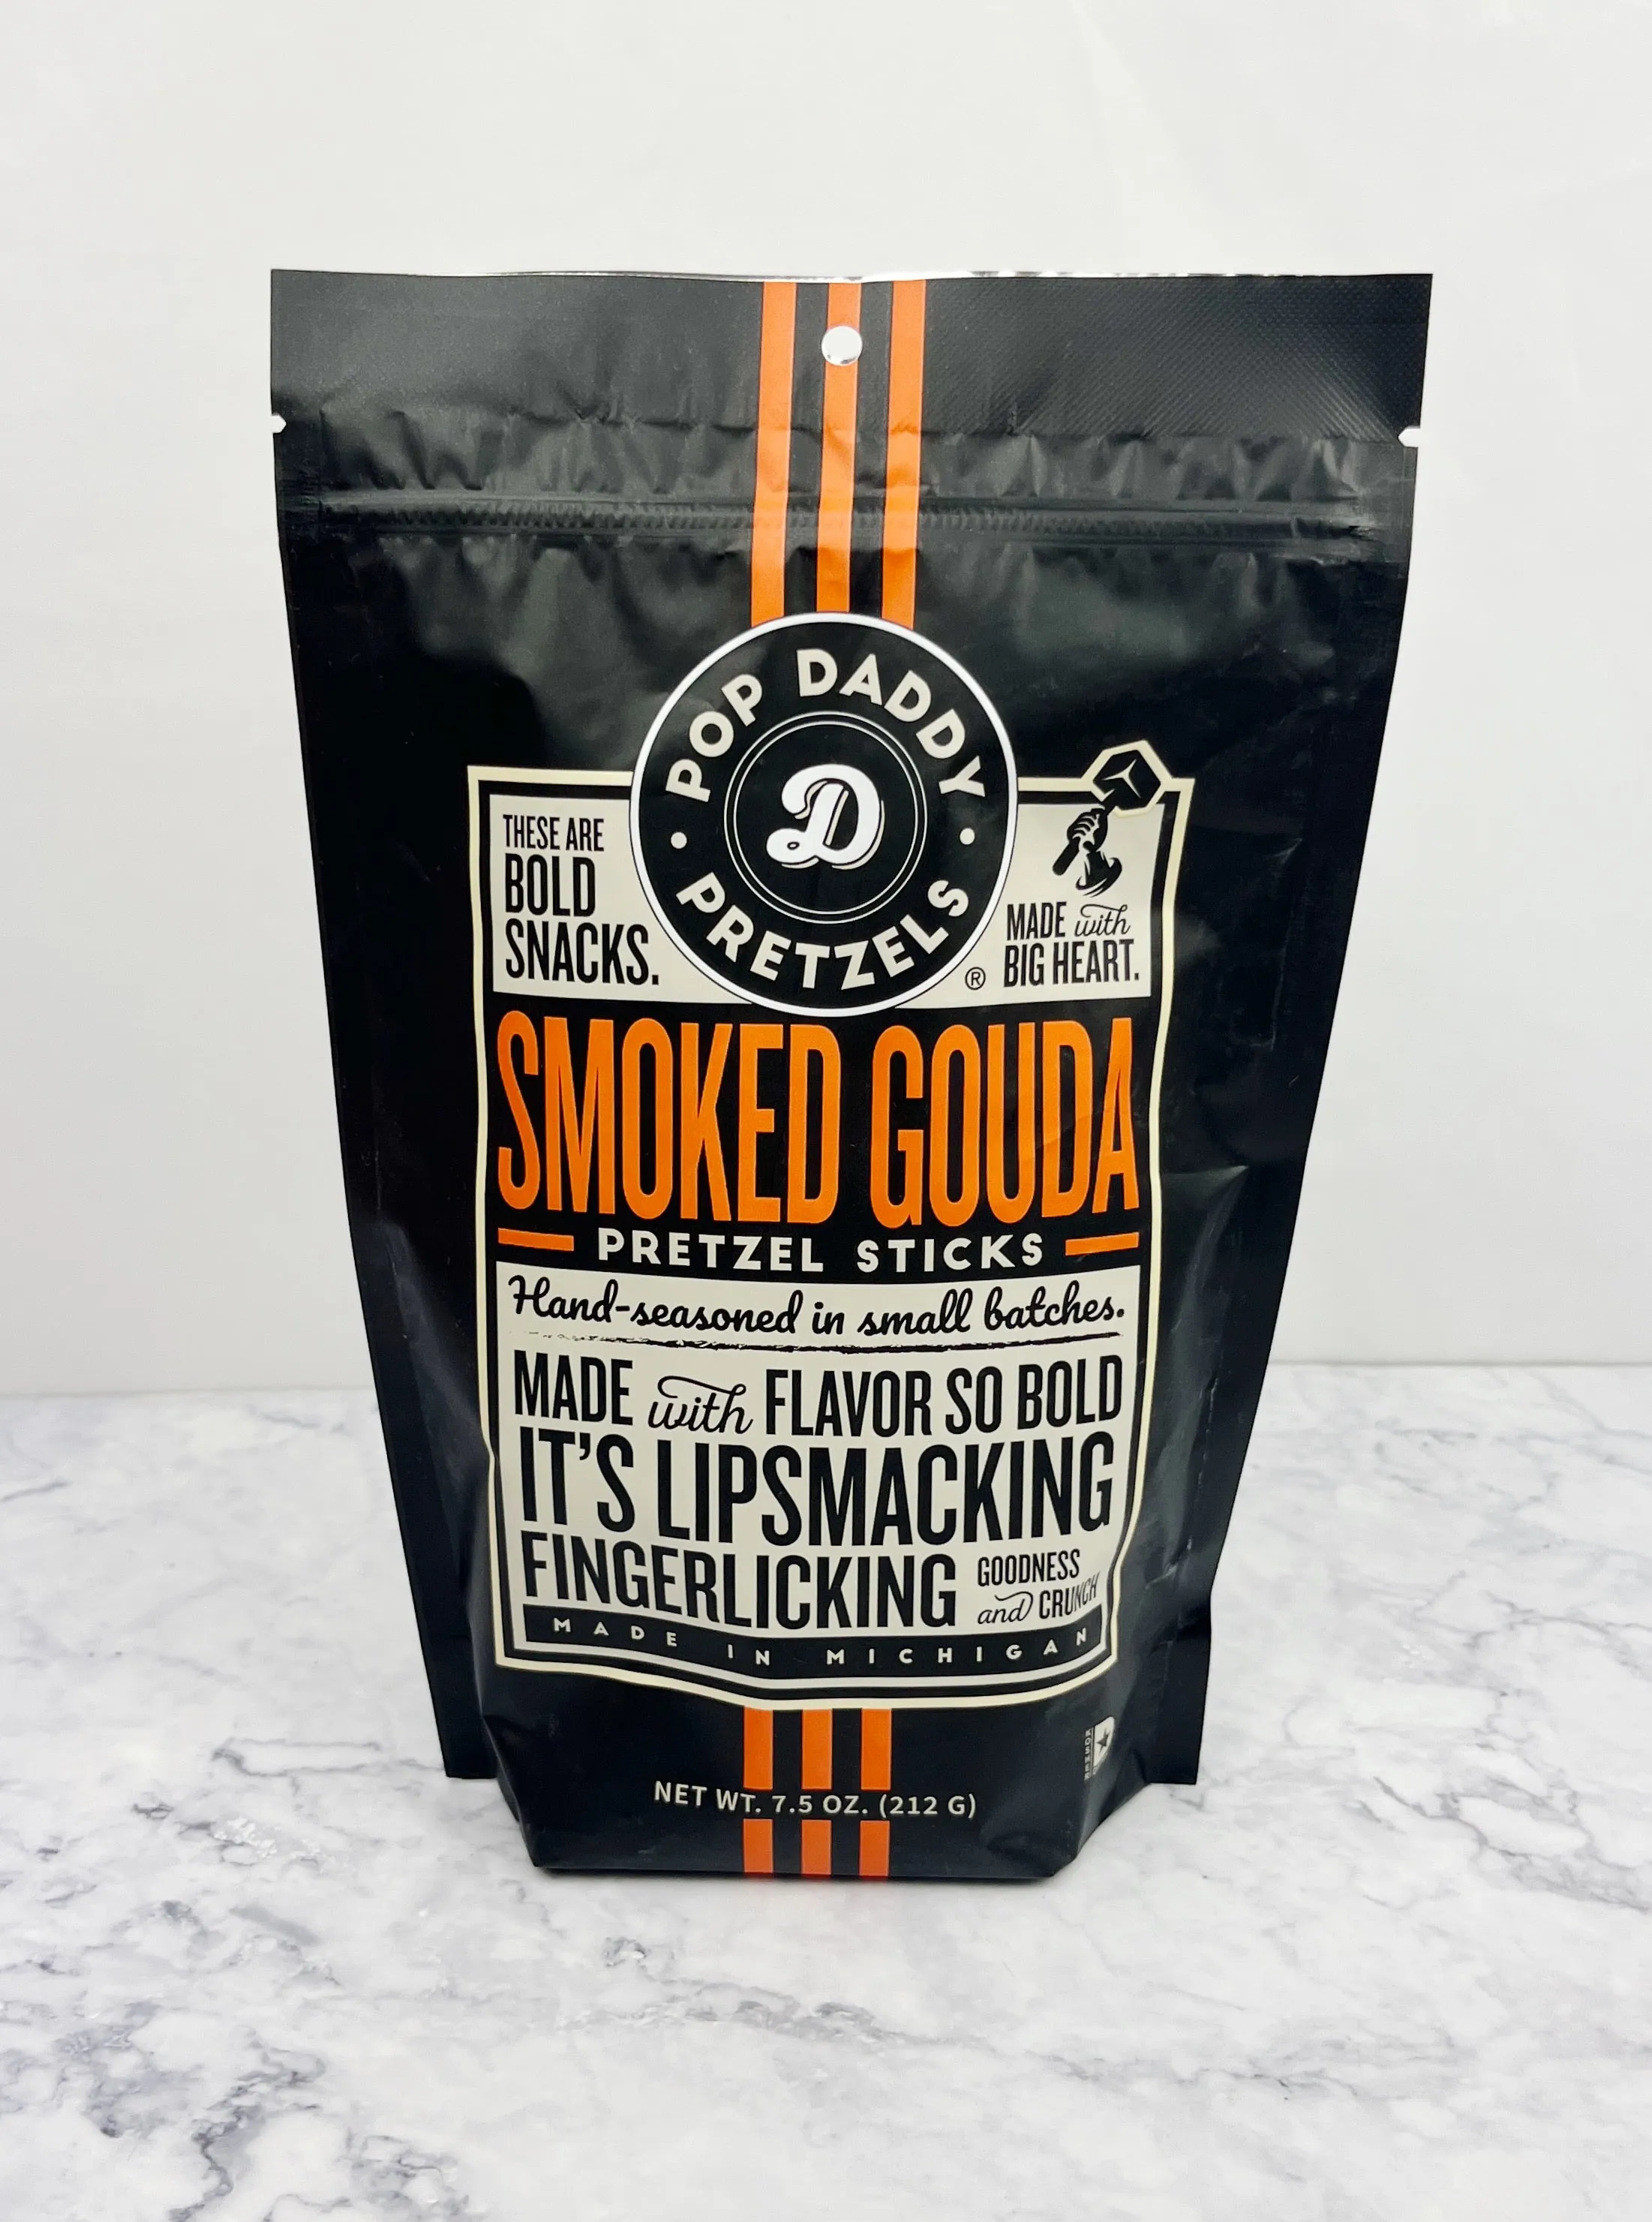 POP DADDY
D
PRETZELS
®
THESE ARE
BOLD
SNACKS.
MADE with
BIG HEART.
SMOKED GOUDA
PRETZEL STICKS
Hand-seasoned in small batches.
MADE with FLAVOR SO BOLD
IT'S LIPSMACKING
FINGERLICKING GOODNESS
and CRUNCH
MADE IN MICHIGAN
KOSHER
D
NET WT. 7.5 OZ. (212 G)